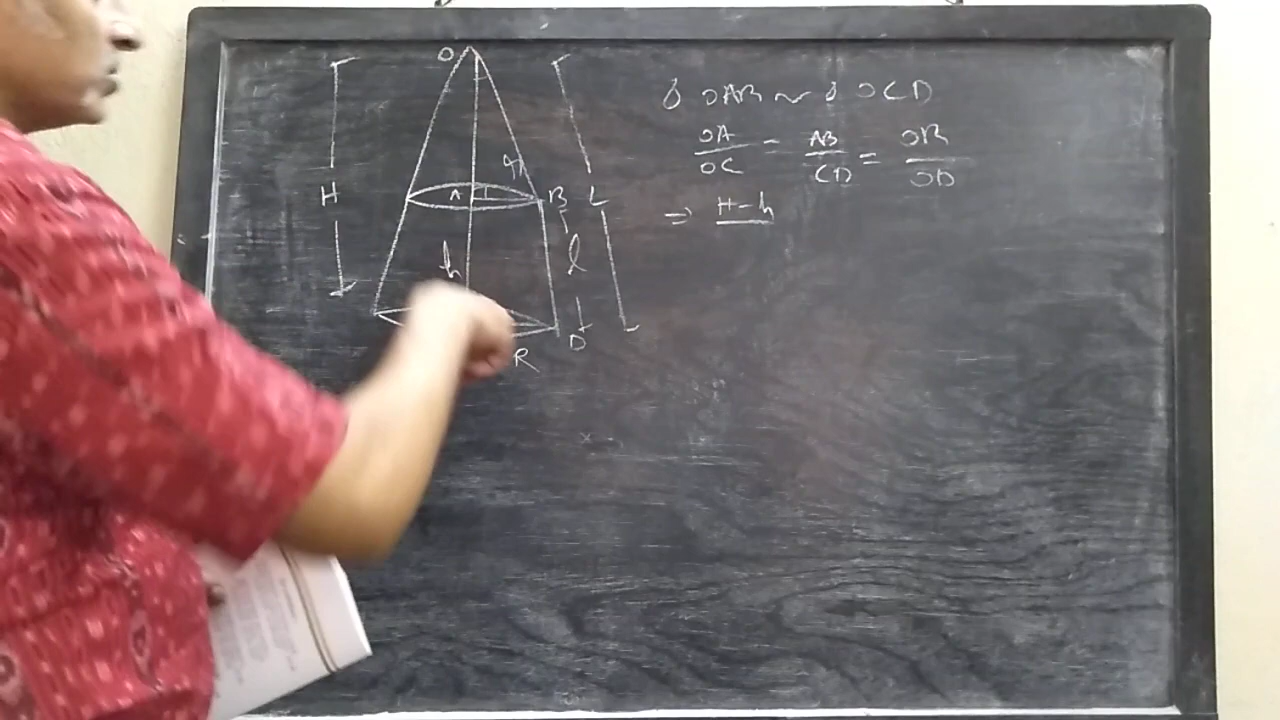 O
H
r
A B L
h l
R D
Δ OAB ~ Δ OCD
OA/OC = AB/CD = OB/OD
⇒ H-h